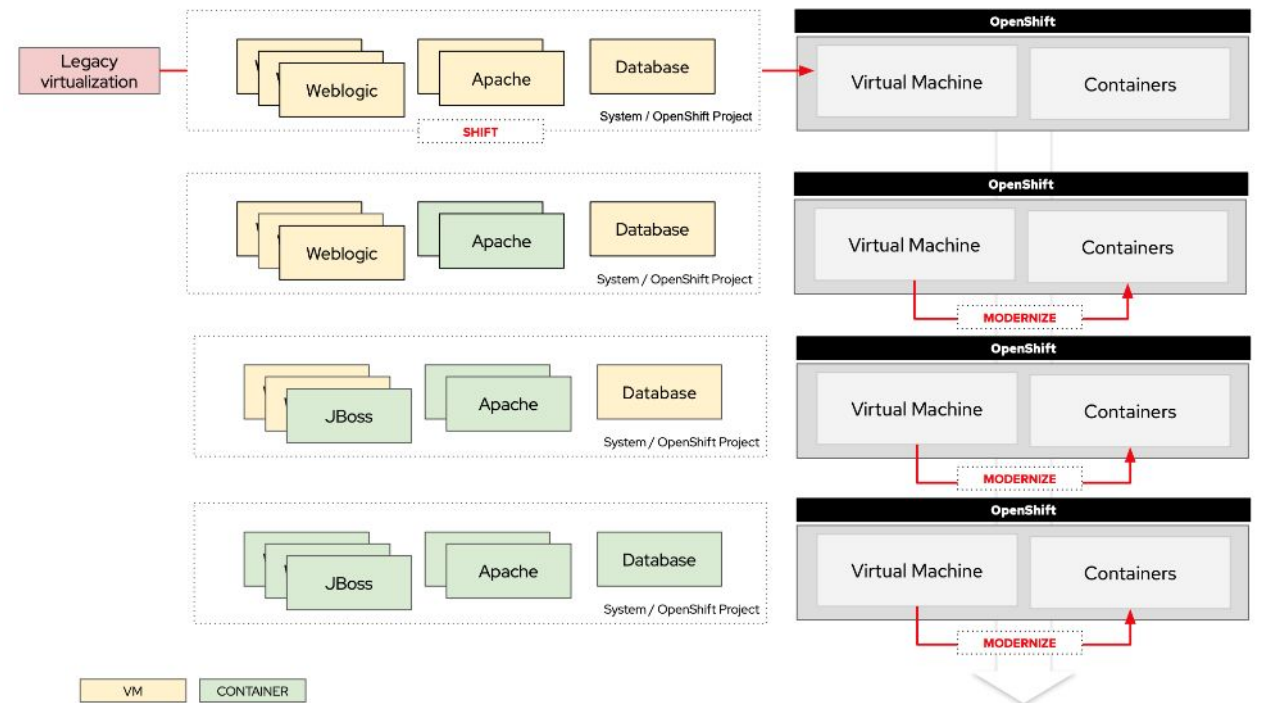 OpenShift
Legacy
virtualization
Weblogic
Apache
Database
System / OpenShift Project
SHIFT
Virtual Machine
Containers
OpenShift
Weblogic
Apache
Database
System / OpenShift Project
Virtual Machine
Containers
MODERNIZE
OpenShift
JBoss
Apache
Database
System / OpenShift Project
Virtual Machine
Containers
MODERNIZE
OpenShift
JBoss
Apache
Database
System / OpenShift Project
Virtual Machine
Containers
MODERNIZE
VM
CONTAINER